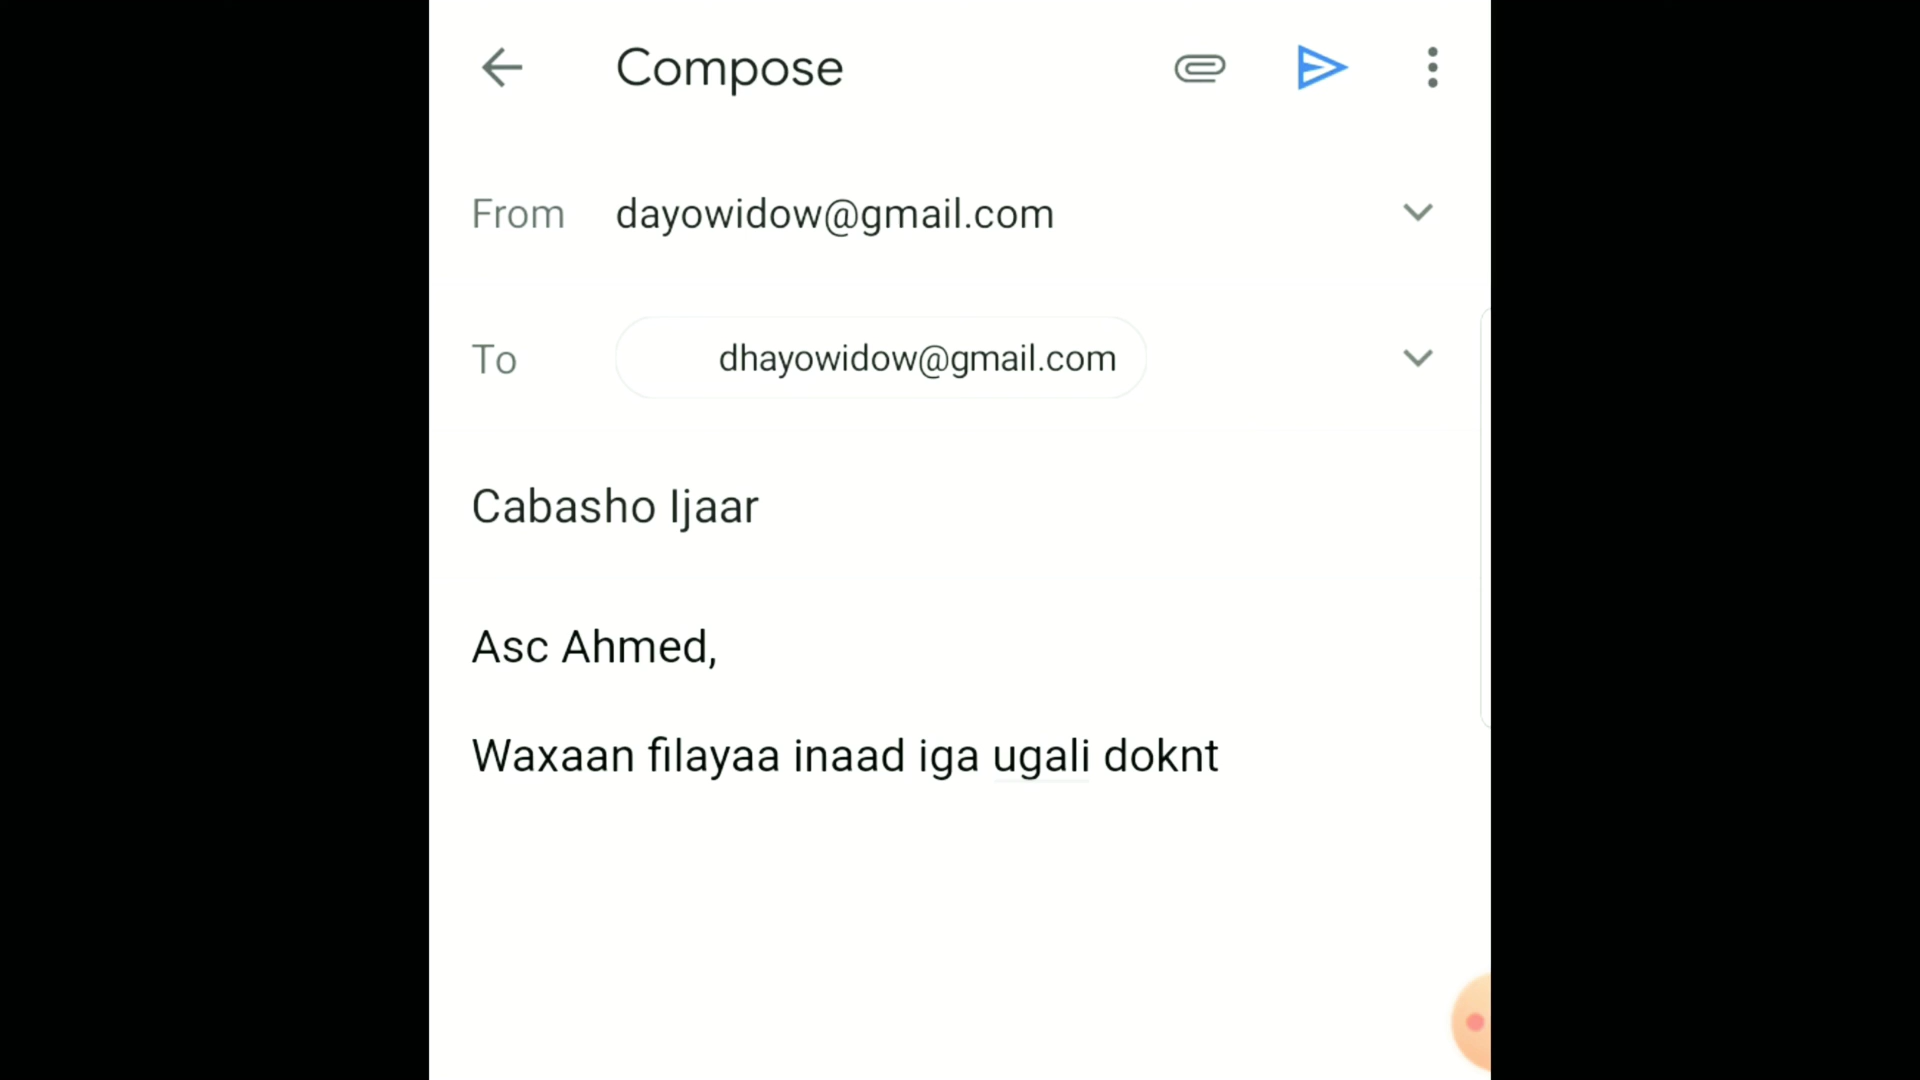 Compose
From dayowidow@gmail.com
To dhayowidow@gmail.com
Cabasho Ijaar
Asc Ahmed,
Waxaan filayaa inaad iga ugali doknt